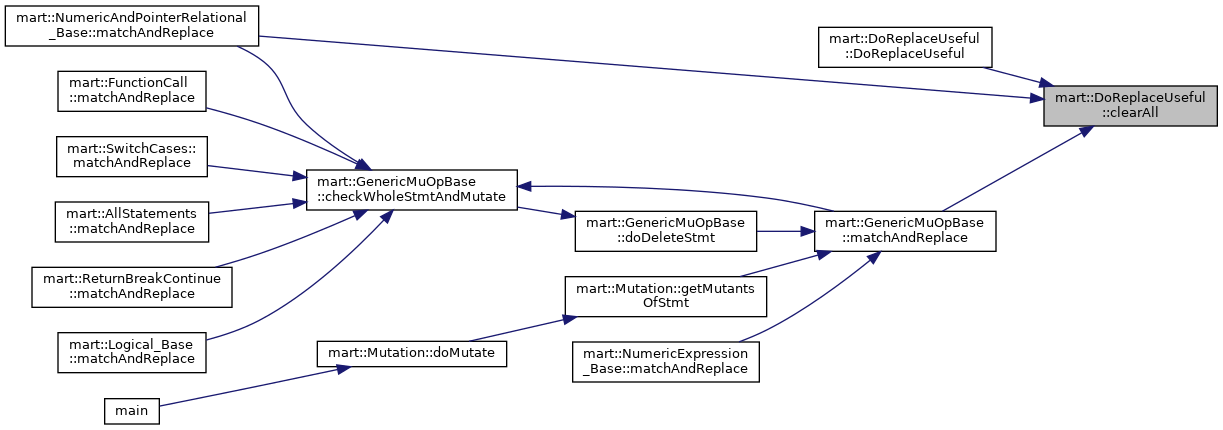 mart::NumericAndPointerRelational
_Base::matchAndReplace
mart::FunctionCall
::matchAndReplace
mart::SwitchCases::
matchAndReplace
mart::AllStatements
::matchAndReplace
mart::ReturnBreakContinue
::matchAndReplace
mart::Logical_Base
::matchAndReplace
main
mart::GenericMuOpBase
::checkWholeStmtAndMutate
mart::Mutation::doMutate
mart::GenericMuOpBase
::doDeleteStmt
mart::Mutation::getMutants
OfStmt
mart::NumericExpression
_Base::matchAndReplace
mart::DoReplaceUseful
::DoReplaceUseful
mart::GenericMuOpBase
::matchAndReplace
mart::DoReplaceUseful
::clearAll